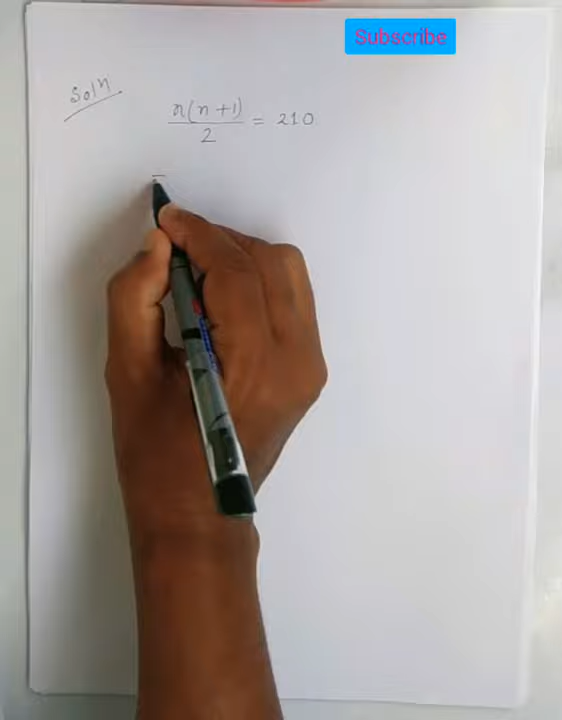 Subscribe
Solⁿ
n(n+1)/2 = 210